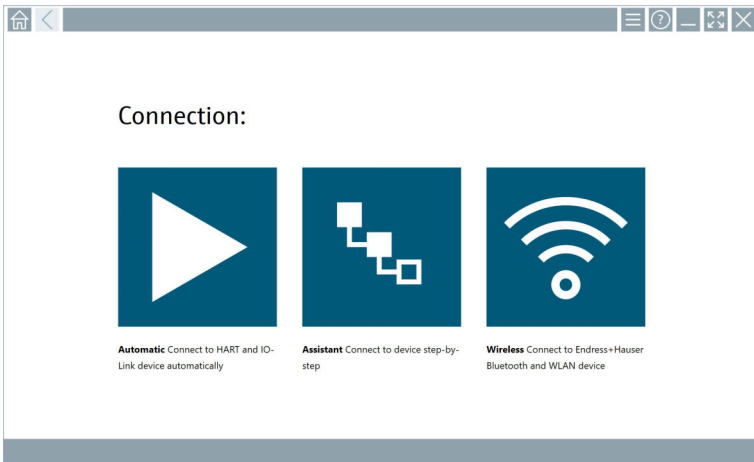 Connection:
Automatic Connect to HART and IO-
Link device automatically
Assistant Connect to device step-by-
step
Wireless Connect to Endress+Hauser
Bluetooth and WLAN device